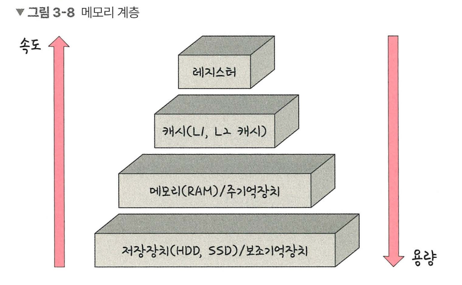 ▼ 그림 3-8 메모리 계층
속도
레지스터
캐시(L1, L2 캐시)
메모리(RAM)/주기억장치
저장장치(HDD, SSD)/보조기억장치
용량